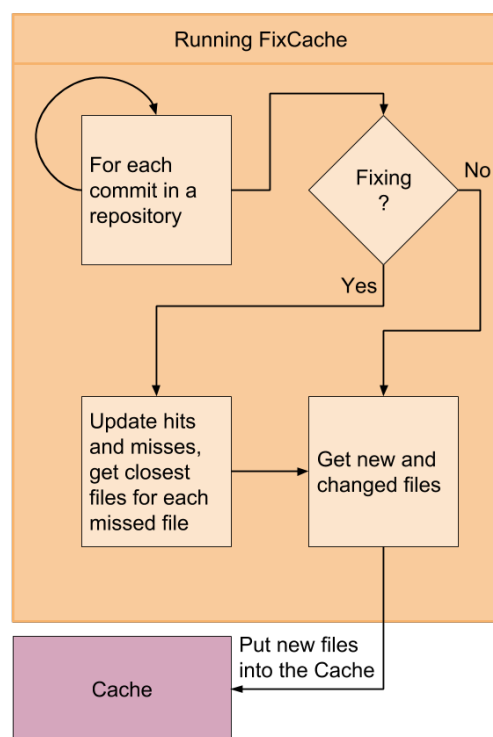 Running FixCache
For each
commit in a
repository
Fixing
?
No
Yes
Update hits
and misses,
get closest
files for each
missed file
Get new and
changed files
Put new files
into the Cache
Cache